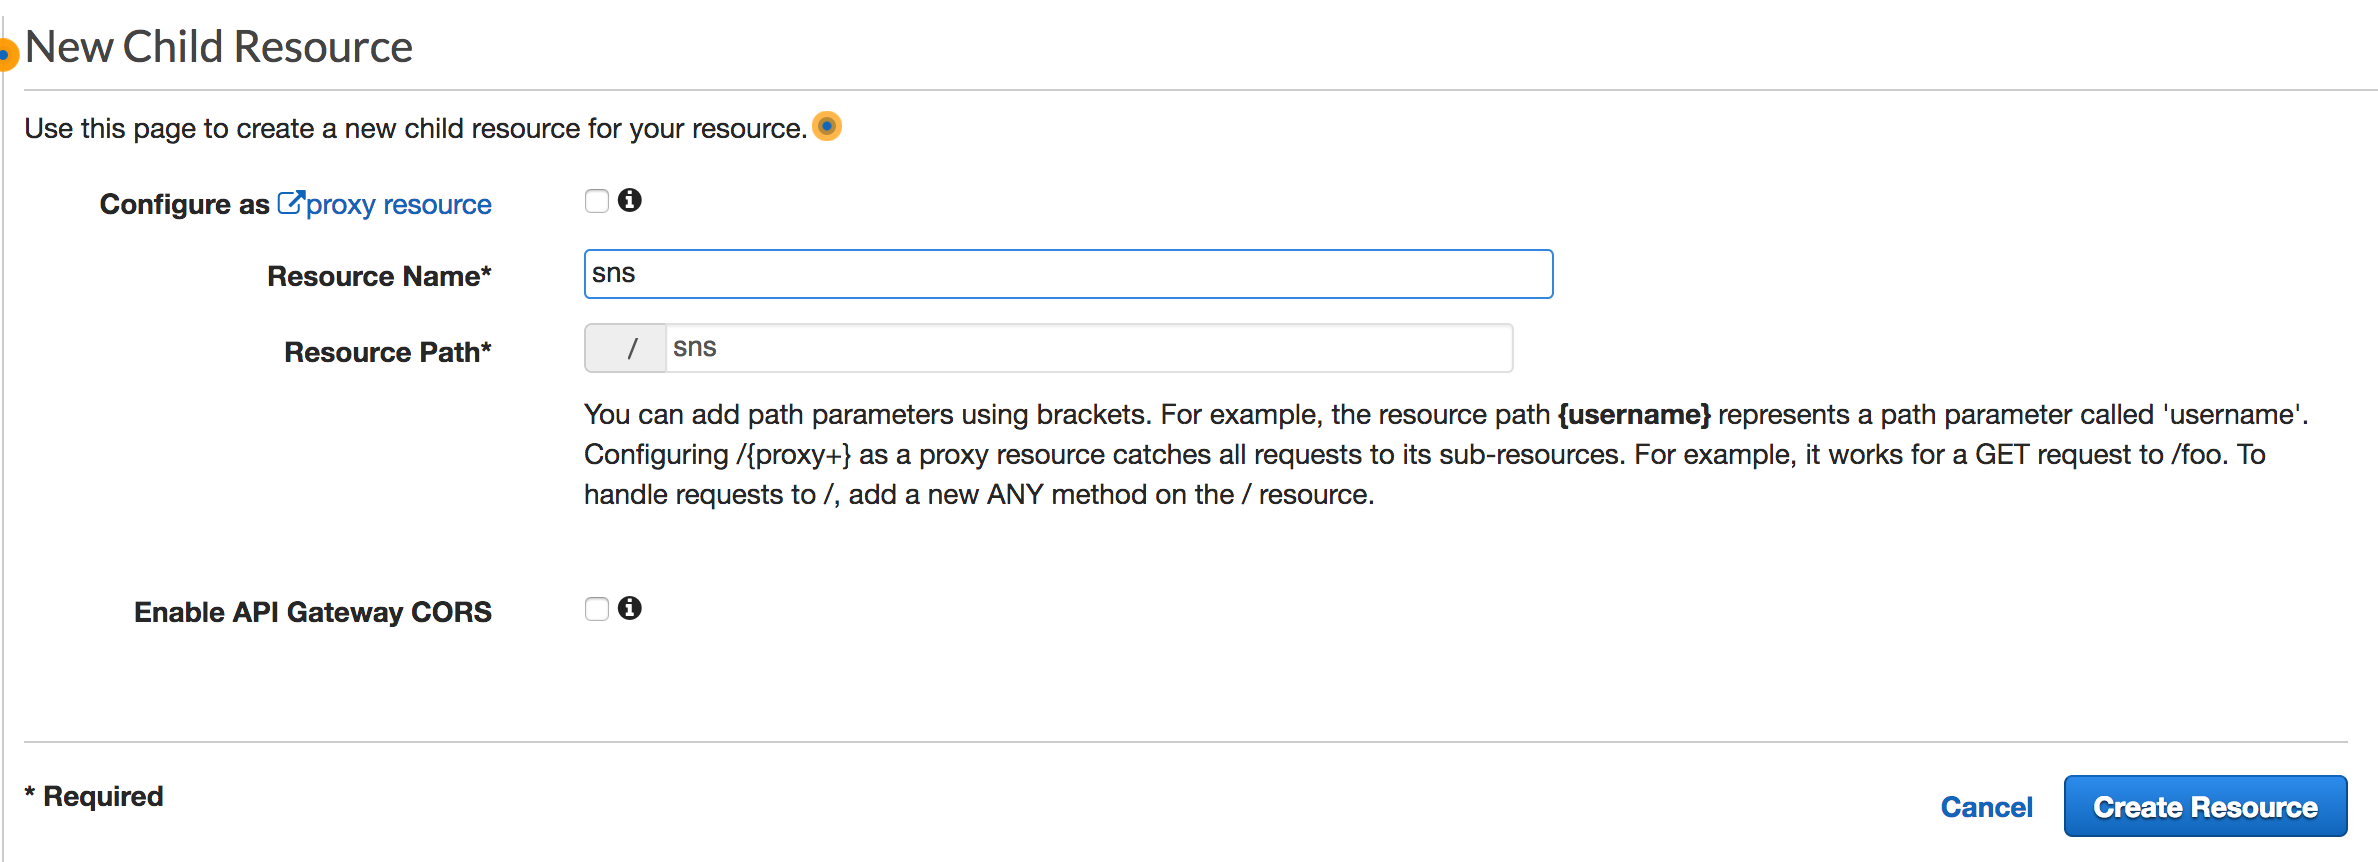 New Child Resource
Use this page to create a new child resource for your resource.
Configure as proxy resource
Resource Name* sns
Resource Path* / sns
You can add path parameters using brackets. For example, the resource path {username} represents a path parameter called 'username'.
Configuring /{proxy+} as a proxy resource catches all requests to its sub-resources. For example, it works for a GET request to /foo. To
handle requests to /, add a new ANY method on the / resource.
Enable API Gateway CORS
* Required
Cancel Create Resource